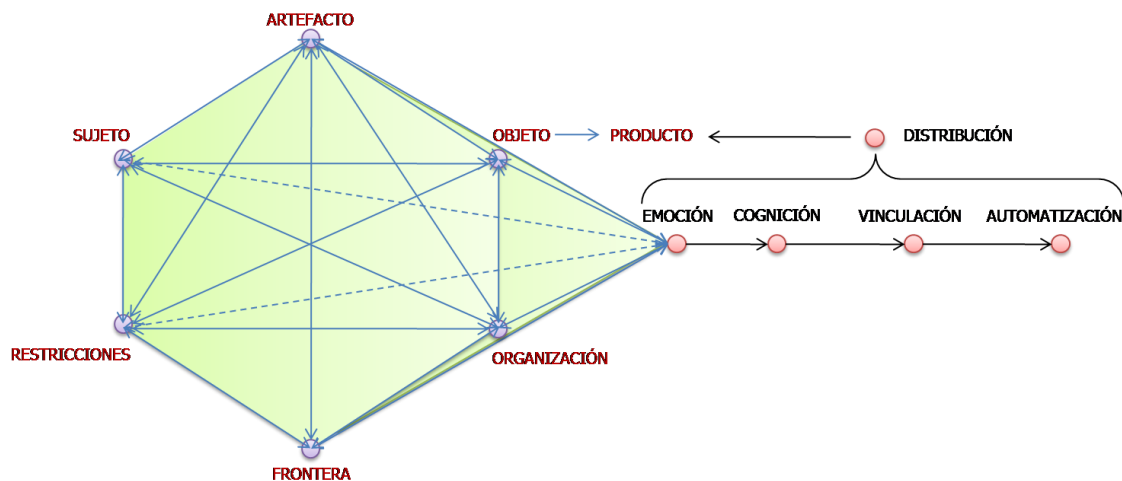 ARTEFACTO
SUJETO
OBJETO
PRODUCTO
DISTRIBUCIÓN
EMOCIÓN
COGNICIÓN
VINCULACIÓN
AUTOMATIZACIÓN
RESTRICCIONES
ORGANIZACIÓN
FRONTERA